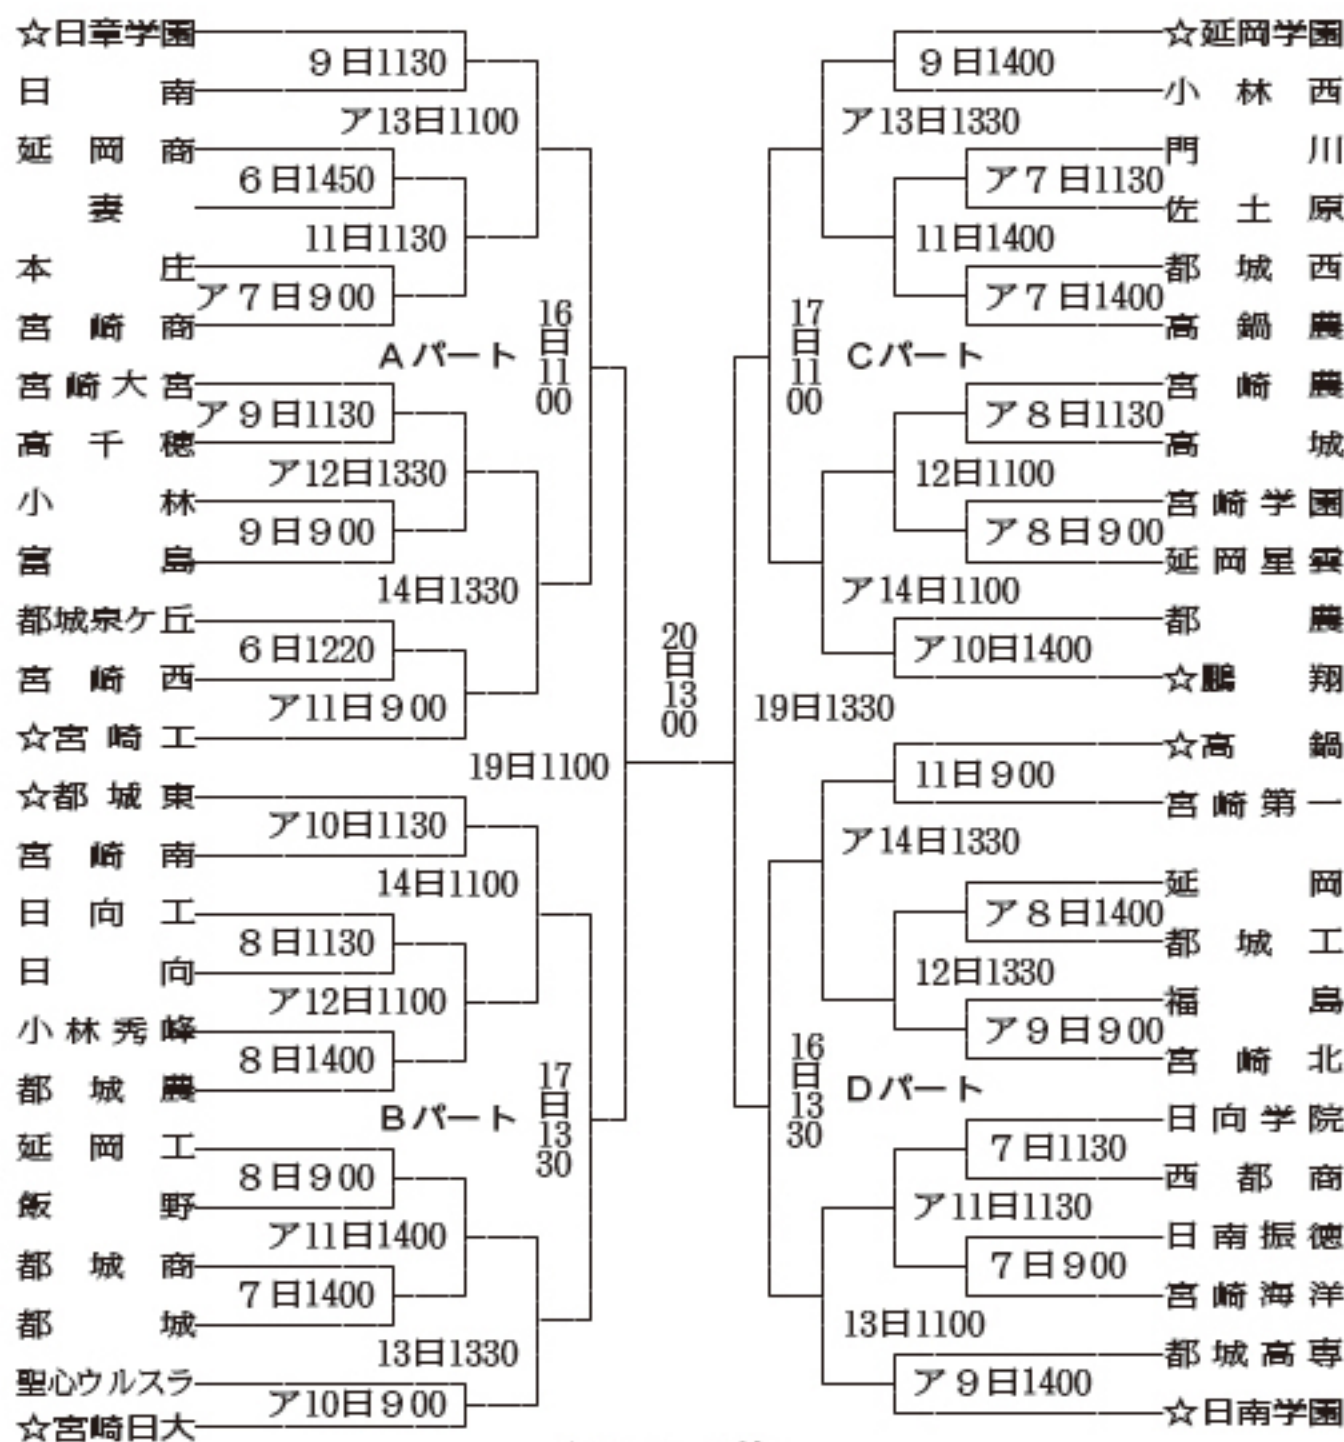 ☆日章学園
9日1130
日南
ア13日1100
延岡商
6日1450
妻
11日1130
本庄
ア7日900
宮崎商
Aパート
16日1100
宮崎大宮
ア9日1130
高千穂
ア12日1330
小林
9日900
富島
14日1330
都城泉ケ丘
6日1220
宮崎西
ア11日900
☆宮崎工
19日1100
☆都城東
ア10日1130
宮崎南
14日1100
日向工
8日1130
日向
ア12日1100
小林秀峰
8日1400
都城農
Bパート
17日1330
延岡工
8日900
飯野
ア11日1400
都城商
7日1400
都城
13日1330
聖心ウルスラ
ア10日900
☆宮崎日大
20日1300
☆延岡学園
9日1400
小林西
ア13日1330
門川
ア7日1130
佐土原
11日1400
都城西
ア7日1400
高鍋農
17日1100
Cパート
宮崎農
ア8日1130
高城
12日1100
宮崎学園
ア8日900
延岡星雲
ア14日1100
都農
ア10日1400
☆鵬翔
19日1330
☆高鍋
11日900
宮崎第一
ア14日1330
延岡
ア8日1400
都城工
12日1330
福島
ア9日900
宮崎北
16日1330
Dパート
日向学院
7日1130
西都商
ア11日1130
日南振徳
7日900
宮崎海洋
13日1100
都城高専
ア9日1400
☆日南学園